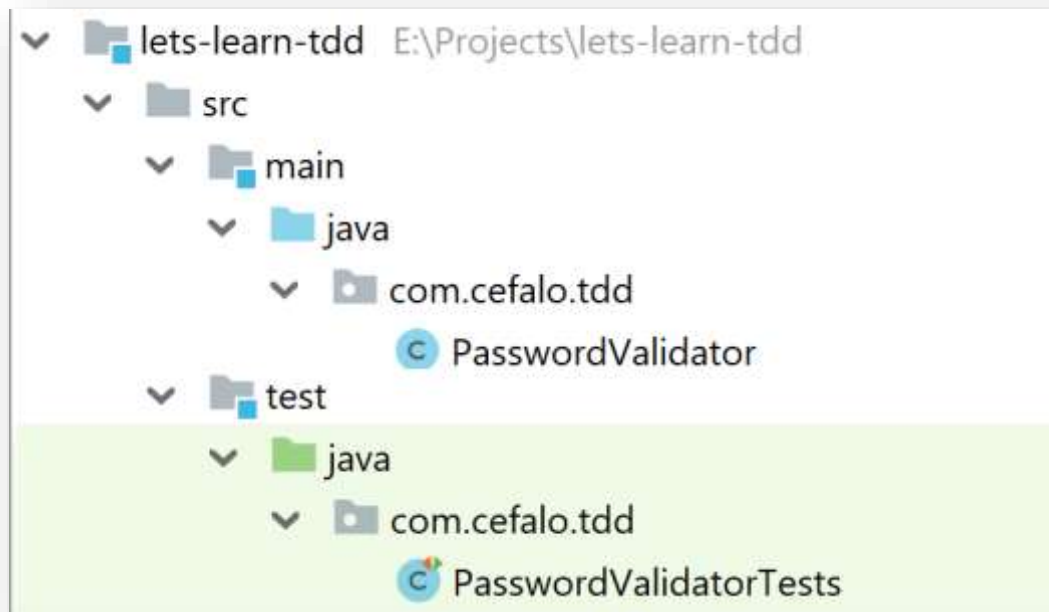 lets-learn-tdd E:\Projects\lets-learn-tdd
src
main
java
com.cefalo.tdd
C PasswordValidator
test
java
com.cefalo.tdd
C PasswordValidatorTests